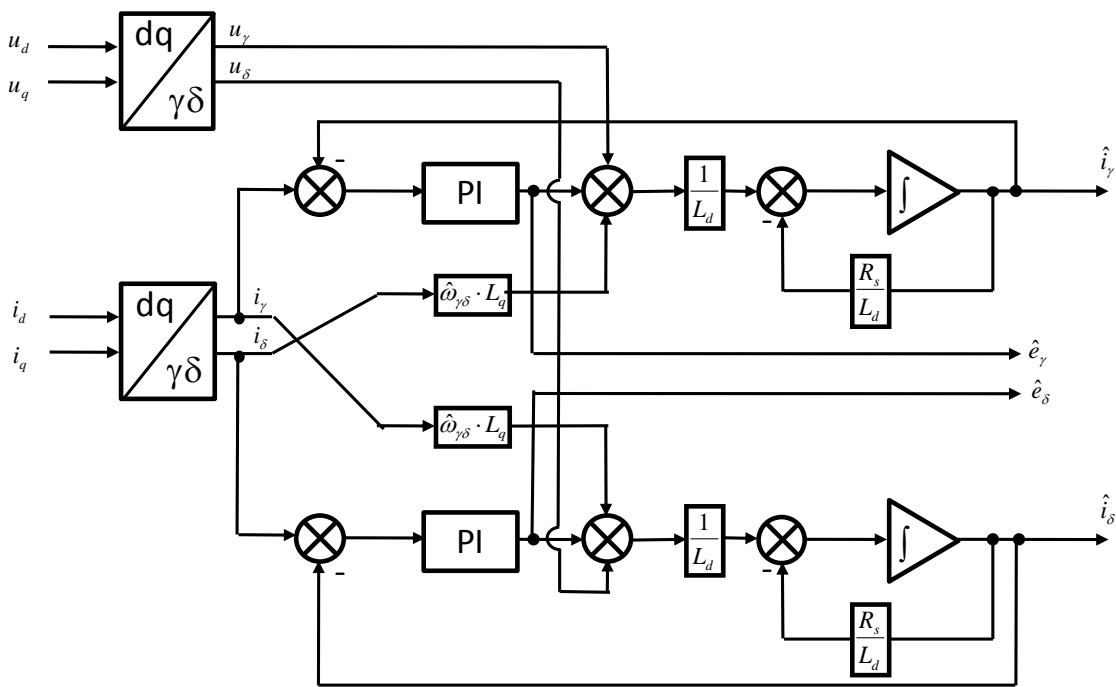 u_d
u_q
dq
γδ
u_γ
u_δ
-
PI
1
L_d
-
∫
R_s
L_d
î_γ
ω̂_γδ · L_q
i_d
i_q
dq
γδ
i_γ
i_δ
ê_γ
ê_δ
ω̂_γδ · L_q
-
PI
1
L_d
-
∫
R_s
L_d
î_δ